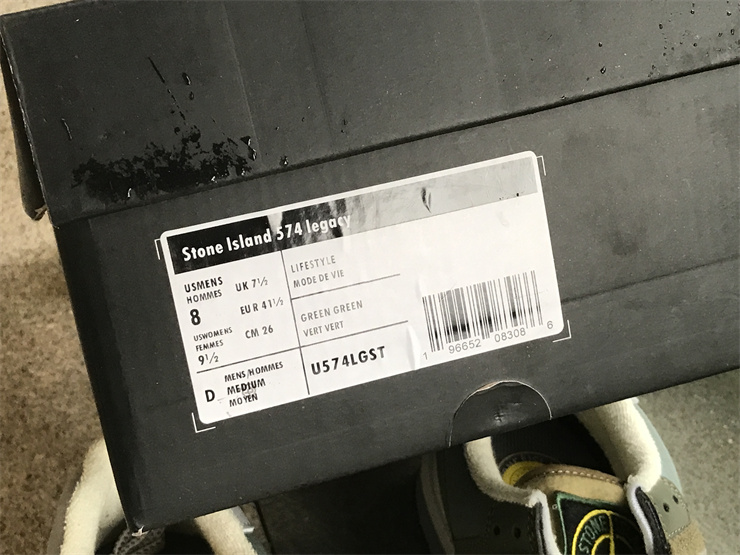 Stone Island 574 legacy
USMENS
HOMMES
8
USWOMENS
FEMMES
9½
UK 7½
EUR 41½
CM 26
LIFESTYLE
MODE DE VIE
GREEN GREEN
VERT VERT
D
MENS/HOMMES
MEDIUM
MOYEN
U574LGST
1 96652 08308 6
STONE